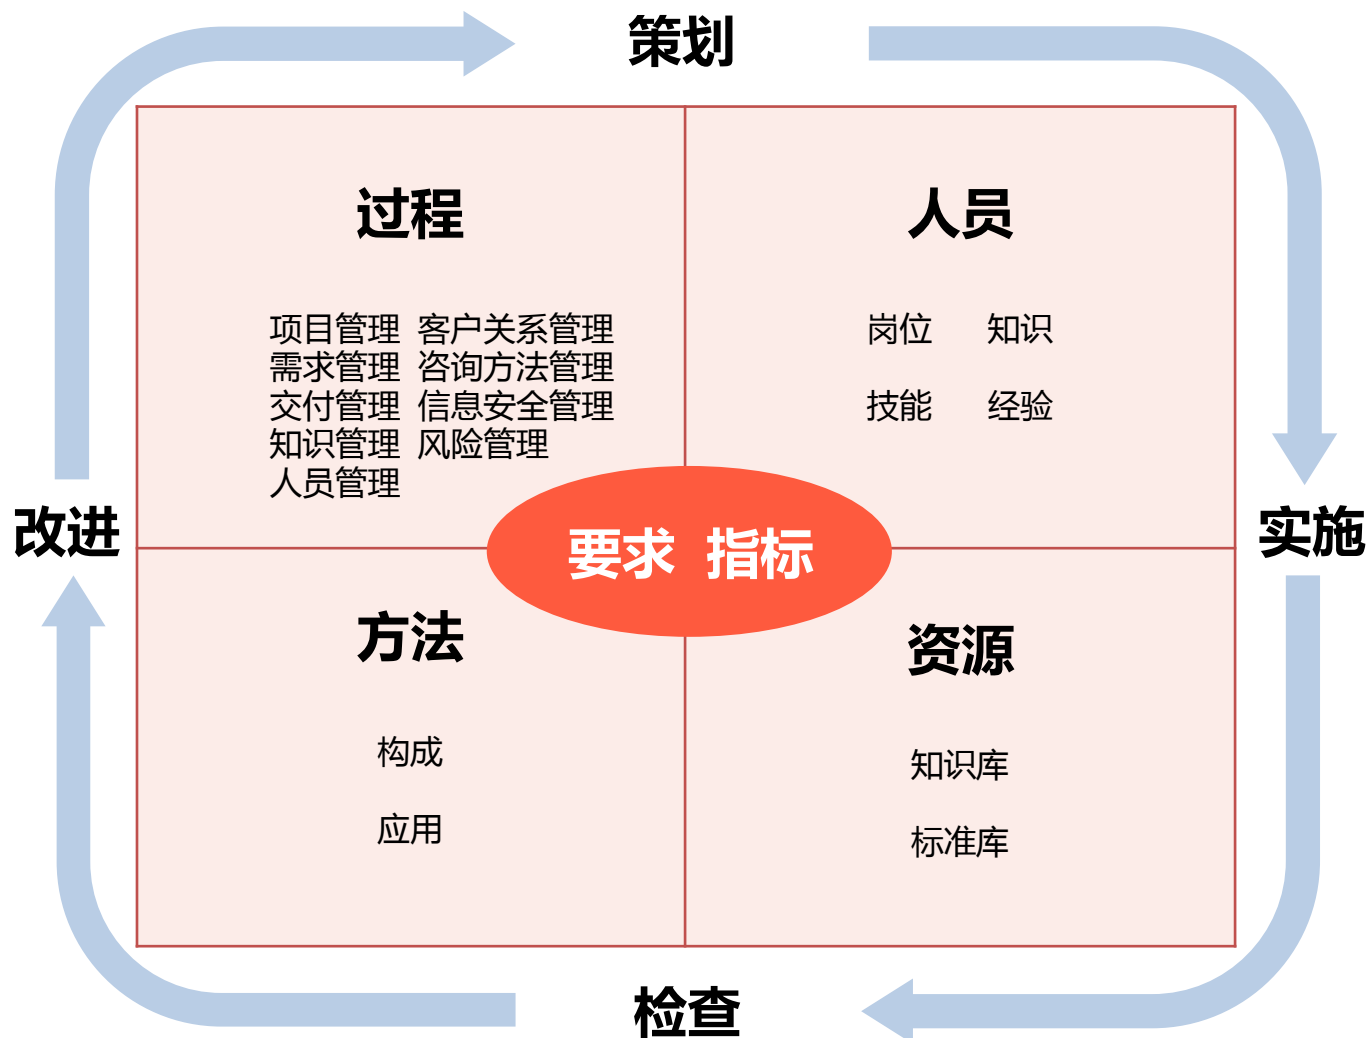 策划
过程
项目管理 客户关系管理
需求管理 咨询方法管理
交付管理 信息安全管理
知识管理 风险管理
人员管理
人员
岗位 知识
技能 经验
改进
要求 指标
实施
方法
构成
应用
资源
知识库
标准库
检查